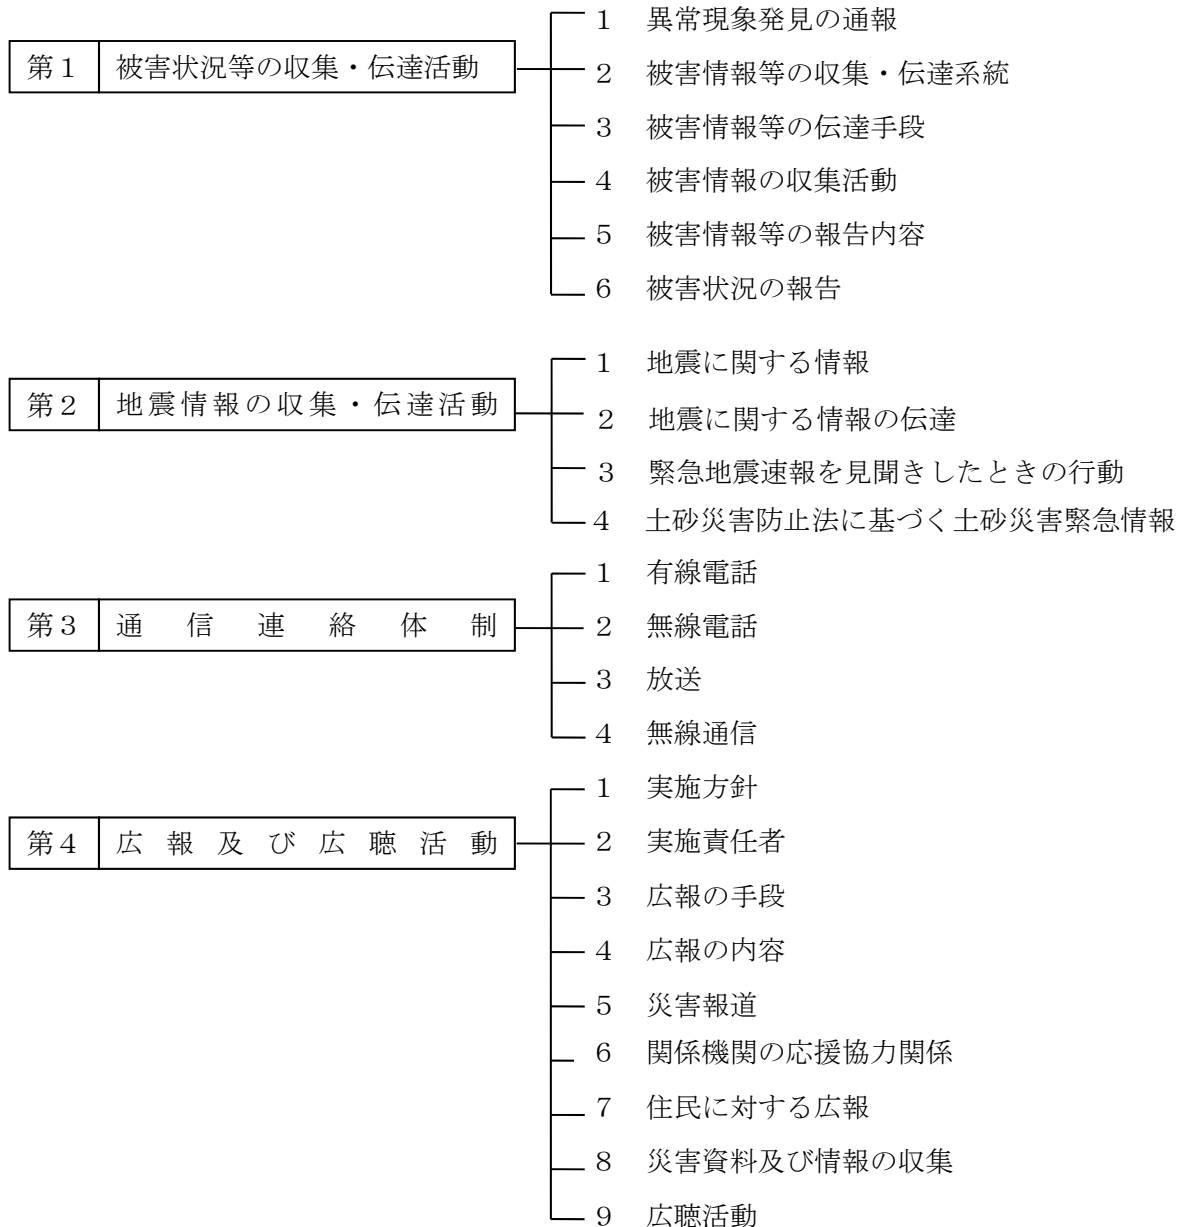 1 異常現象発見の通報
第1 被害状況等の収集・伝達活動
2 被害情報等の収集・伝達系統
3 被害情報等の伝達手段
4 被害情報の収集活動
5 被害情報等の報告内容
6 被害状況の報告
1 地震に関する情報
第2 地震情報の収集・伝達活動
2 地震に関する情報の伝達
3 緊急地震速報を見聞きしたときの行動
4 土砂災害防止法に基づく土砂災害緊急情報
1 有線電話
第3 通信連絡体制
2 無線電話
3 放送
4 無線通信
1 実施方針
第4 広報及び広聴活動
2 実施責任者
3 広報の手段
4 広報の内容
5 災害報道
6 関係機関の応援協力関係
7 住民に対する広報
8 災害資料及び情報の収集
9 広聴活動